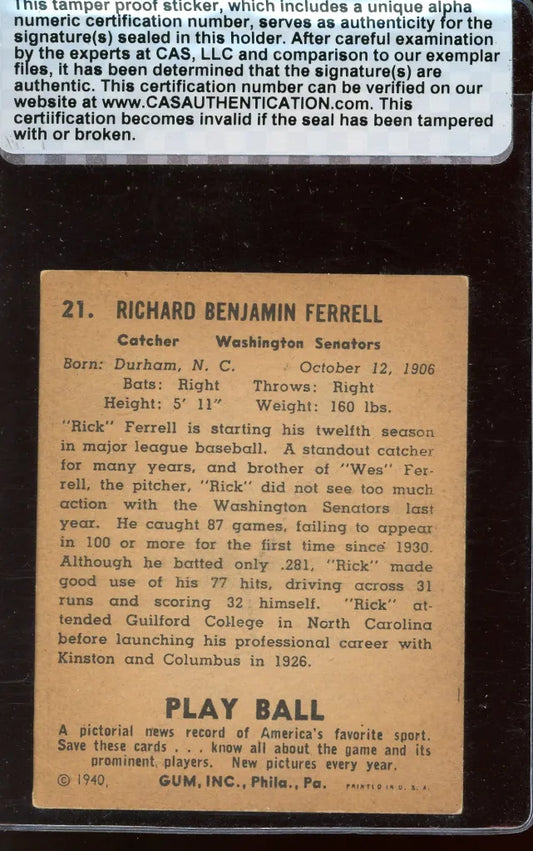 This tamper proof sticker, which includes a unique alpha
numeric certification number, serves as authenticity for the
signature(s) sealed in this holder. After careful examination
by the experts at CAS, LLC and comparison to our exemplar
files, it has been determined that the signature(s) are
authentic. This certification number can be verified on our
website at www.CASAUTHENTICATION.com. This
certiification becomes invalid if the seal has been tampered
with or broken.
21. RICHARD BENJAMIN FERRELL
Catcher Washington Senators
Born: Durham, N. C. October 12, 1906
Bats: Right Throws: Right
Height: 5' 11" Weight: 160 lbs.
"Rick" Ferrell is starting his twelfth season
in major league baseball. A standout catcher
for many years, and brother of "Wes" Fer-
rell, the pitcher, "Rick" did not see too much
action with the Washington Senators last
year. He caught 87 games, failing to appear
in 100 or more for the first time since 1930.
Although he batted only .281, "Rick" made
good use of his 77 hits, driving across 31
runs and scoring 32 himself. "Rick" at-
tended Guilford College in North Carolina
before launching his professional career with
Kinston and Columbus in 1926.
PLAY BALL
A pictorial news record of America's favorite sport.
Save these cards . . . know all about the game and its
prominent players. New pictures every year.
© 1940, GUM, INC., Phila., Pa. PRINTED IN U. S. A.